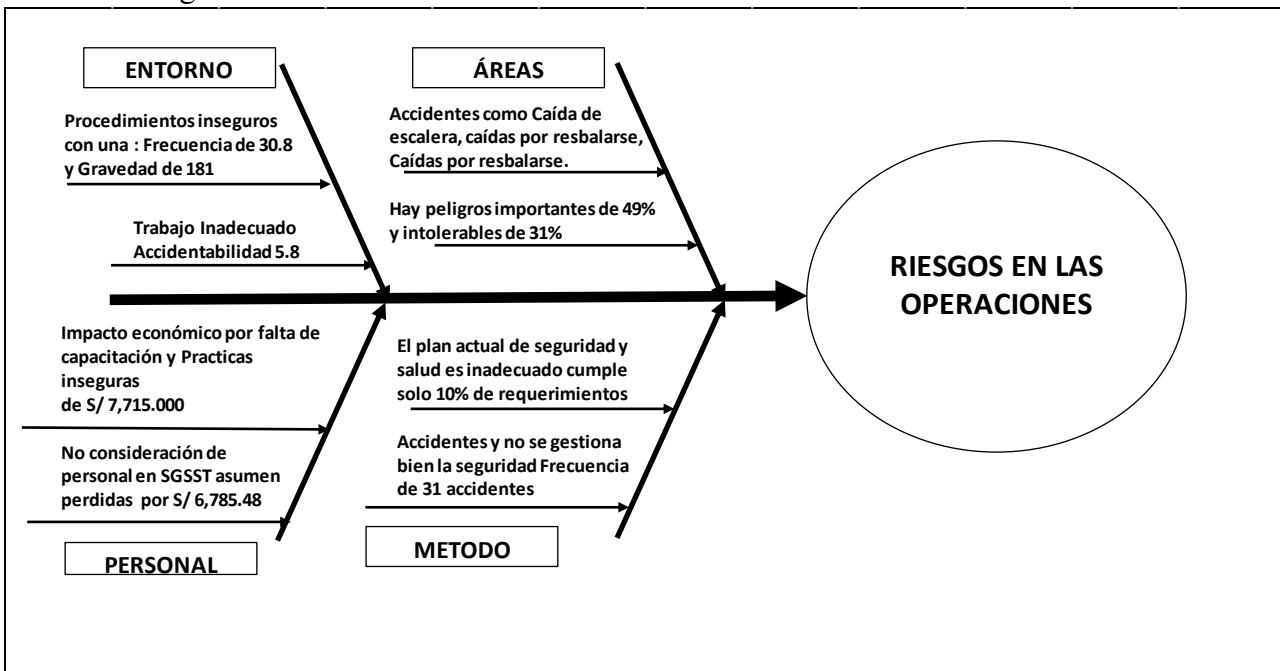 ENTORNO
Procedimientos inseguros
con una : Frecuencia de 30.8
y Gravedad de 181
Trabajo Inadecuado
Accidentabilidad 5.8
ÁREAS
Accidentes como Caída de
escalera, caídas por resbalarse,
Caídas por resbalarse.
Hay peligros importantes de 49%
y intolerables de 31%
RIESGOS EN LAS
OPERACIONES
Impacto económico por falta de
capacitación y Practicas
inseguras
de S/ 7,715.000
No consideración de
personal en SGSST asumen
perdidas por S/ 6,785.48
PERSONAL
El plan actual de seguridad y
salud es inadecuado cumple
solo 10% de requerimientos
Accidentes y no se gestiona
bien la seguridad Frecuencia
de 31 accidentes
METODO